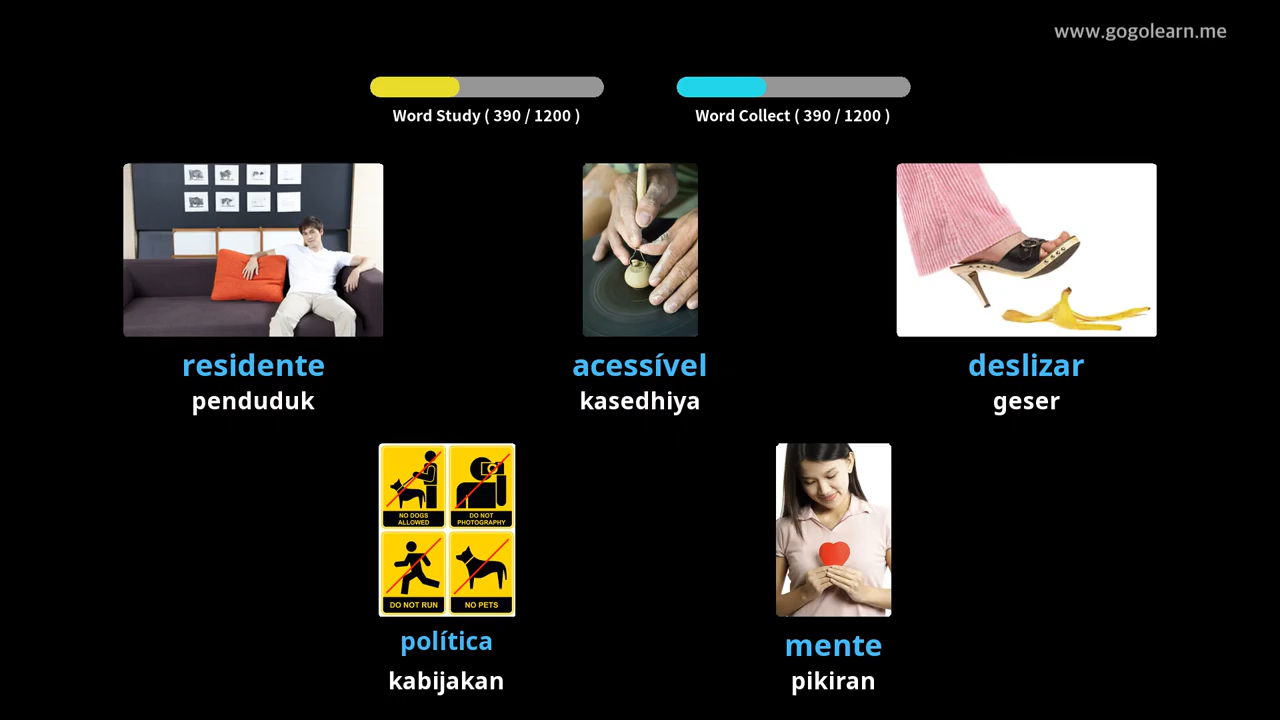 www.gogolearn.me
Word Study ( 390 / 1200 )
Word Collect ( 390 / 1200 )
residente
penduduk
acessível
kasedhiya
deslizar
geser
NO DOGS
ALLOWED
DO NOT
PHOTOGRAPHY
DO NOT RUN
NO PETS
política
kabijakan
mente
pikiran